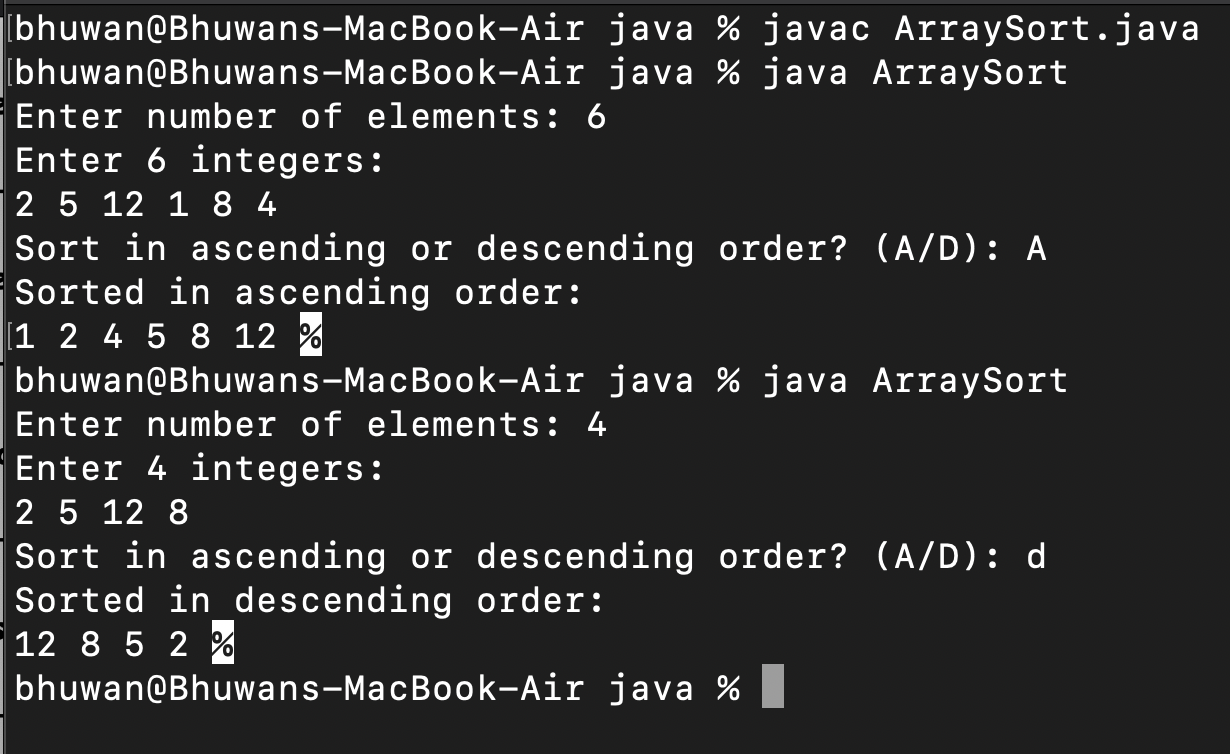 bhuwan@Bhuwans-MacBook-Air java % javac ArraySort.java
bhuwan@Bhuwans-MacBook-Air java % java ArraySort
Enter number of elements: 6
Enter 6 integers:
2 5 12 1 8 4
Sort in ascending or descending order? (A/D): A
Sorted in ascending order:
1 2 4 5 8 12 %
bhuwan@Bhuwans-MacBook-Air java % java ArraySort
Enter number of elements: 4
Enter 4 integers:
2 5 12 8
Sort in ascending or descending order? (A/D): d
Sorted in descending order:
12 8 5 2 %
bhuwan@Bhuwans-MacBook-Air java %